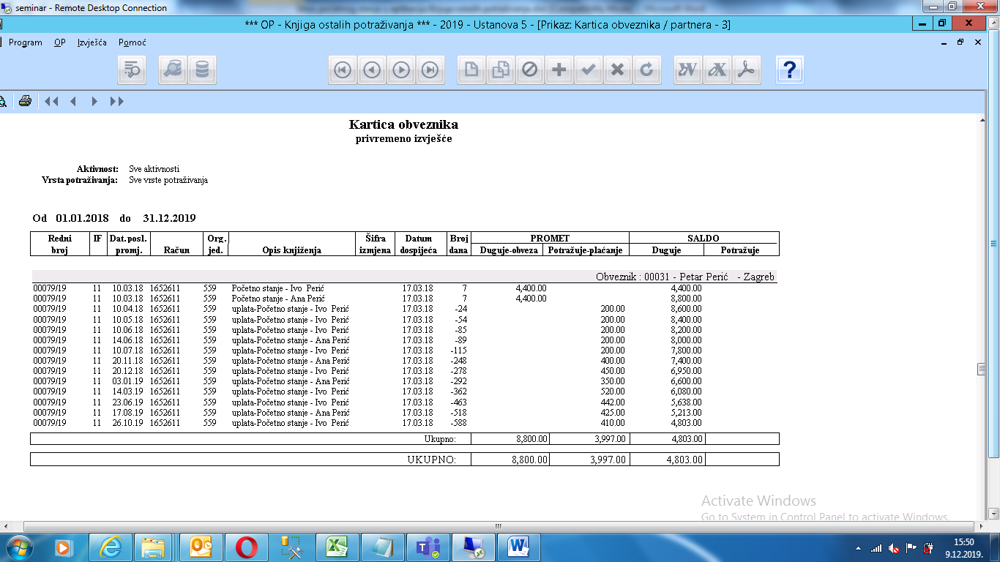 seminar - Remote Desktop Connection
*** OP - Knjiga ostalih potraživanja *** - 2019 - Ustanova 5 - [Prikaz: Kartica obveznika / partnera - 3]
Program OP Izvješća Pomoć
Kartica obveznika
privremeno izvješće
Aktivnost: Sve aktivnosti
Vrsta potraživanja: Sve vrste potraživanja
Od 01.01.2018 do 31.12.2019
Redni IF Dat.posl. Org. Šifra Datum Broj PROMET SALDO
broj promj. Račun jed. Opis knjiženja izmjena dospijeća dana Duguje-obveza Potražuje-plaćanje Duguje Potražuje
Obveznik : 00031 - Petar Perić - Zagreb
00079/19 11 10.03.18 1652611 559 Početno stanje - Ivo Perić 17.03.18 7 4,400.00 4,400.00
00079/19 11 10.03.18 1652611 559 Početno stanje - Ana Perić 17.03.18 7 4,400.00 8,800.00
00079/19 11 10.04.18 1652611 559 uplata-Početno stanje - Ivo Perić 17.03.18 -24 200.00 8,600.00
00079/19 11 10.05.18 1652611 559 uplata-Početno stanje - Ivo Perić 17.03.18 -54 200.00 8,400.00
00079/19 11 10.06.18 1652611 559 uplata-Početno stanje - Ivo Perić 17.03.18 -85 200.00 8,200.00
00079/19 11 14.06.18 1652611 559 uplata-Početno stanje - Ana Perić 17.03.18 -89 200.00 8,000.00
00079/19 11 10.07.18 1652611 559 uplata-Početno stanje - Ivo Perić 17.03.18 -115 200.00 7,800.00
00079/19 11 20.11.18 1652611 559 uplata-Početno stanje - Ana Perić 17.03.18 -248 400.00 7,400.00
00079/19 11 20.12.18 1652611 559 uplata-Početno stanje - Ivo Perić 17.03.18 -278 450.00 6,950.00
00079/19 11 03.01.19 1652611 559 uplata-Početno stanje - Ana Perić 17.03.18 -292 350.00 6,600.00
00079/19 11 14.03.19 1652611 559 uplata-Početno stanje - Ivo Perić 17.03.18 -362 520.00 6,080.00
00079/19 11 23.06.19 1652611 559 uplata-Početno stanje - Ivo Perić 17.03.18 -463 442.00 5,638.00
00079/19 11 17.08.19 1652611 559 uplata-Početno stanje - Ana Perić 17.03.18 -518 425.00 5,213.00
00079/19 11 26.10.19 1652611 559 uplata-Početno stanje - Ivo Perić 17.03.18 -588 410.00 4,803.00
Ukupno: 8,800.00 3,997.00 4,803.00
UKUPNO: 8,800.00 3,997.00 4,803.00
Activate Windows
Go to System in Control Panel to activate Windows.
15:50
9.12.2019.